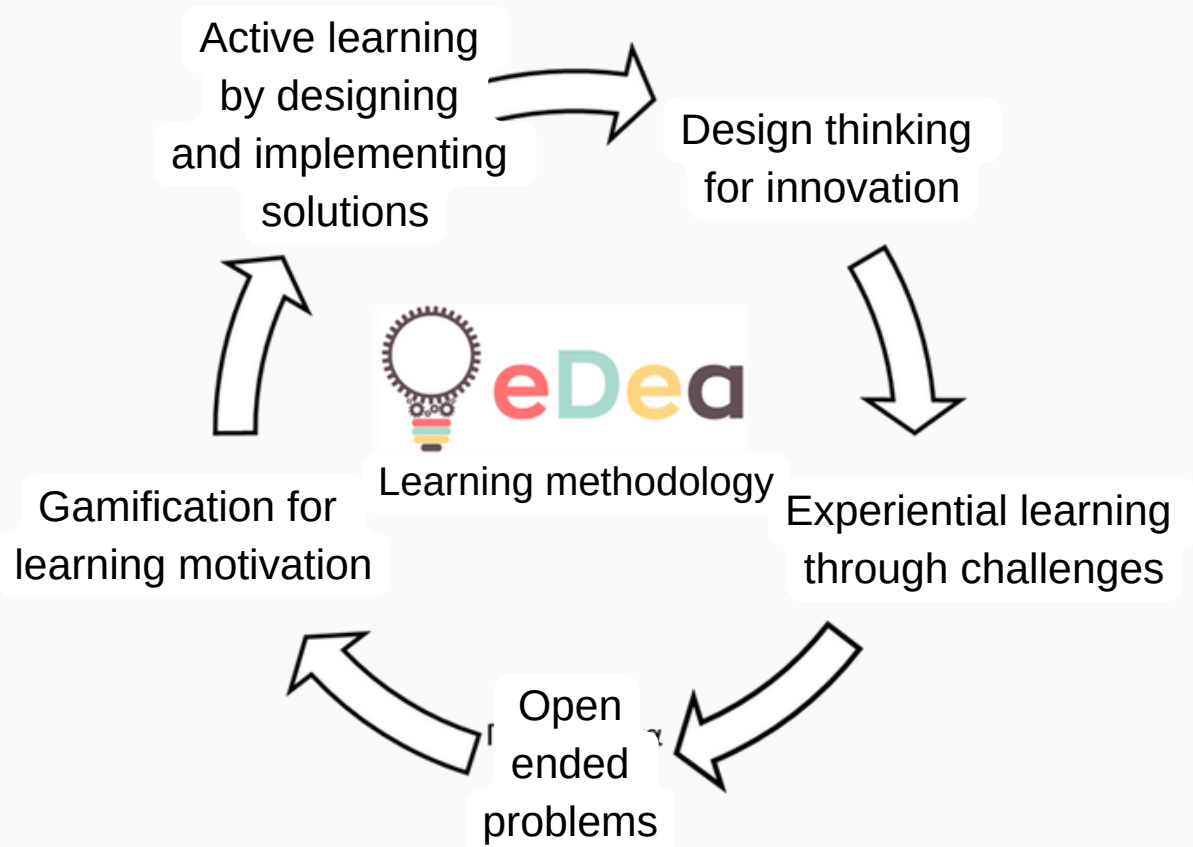 Active learning
by designing
and implementing
solutions
Design thinking
for innovation
eDea
Learning methodology
Experiential learning
through challenges
Open
ended
problems
Gamification for
learning motivation